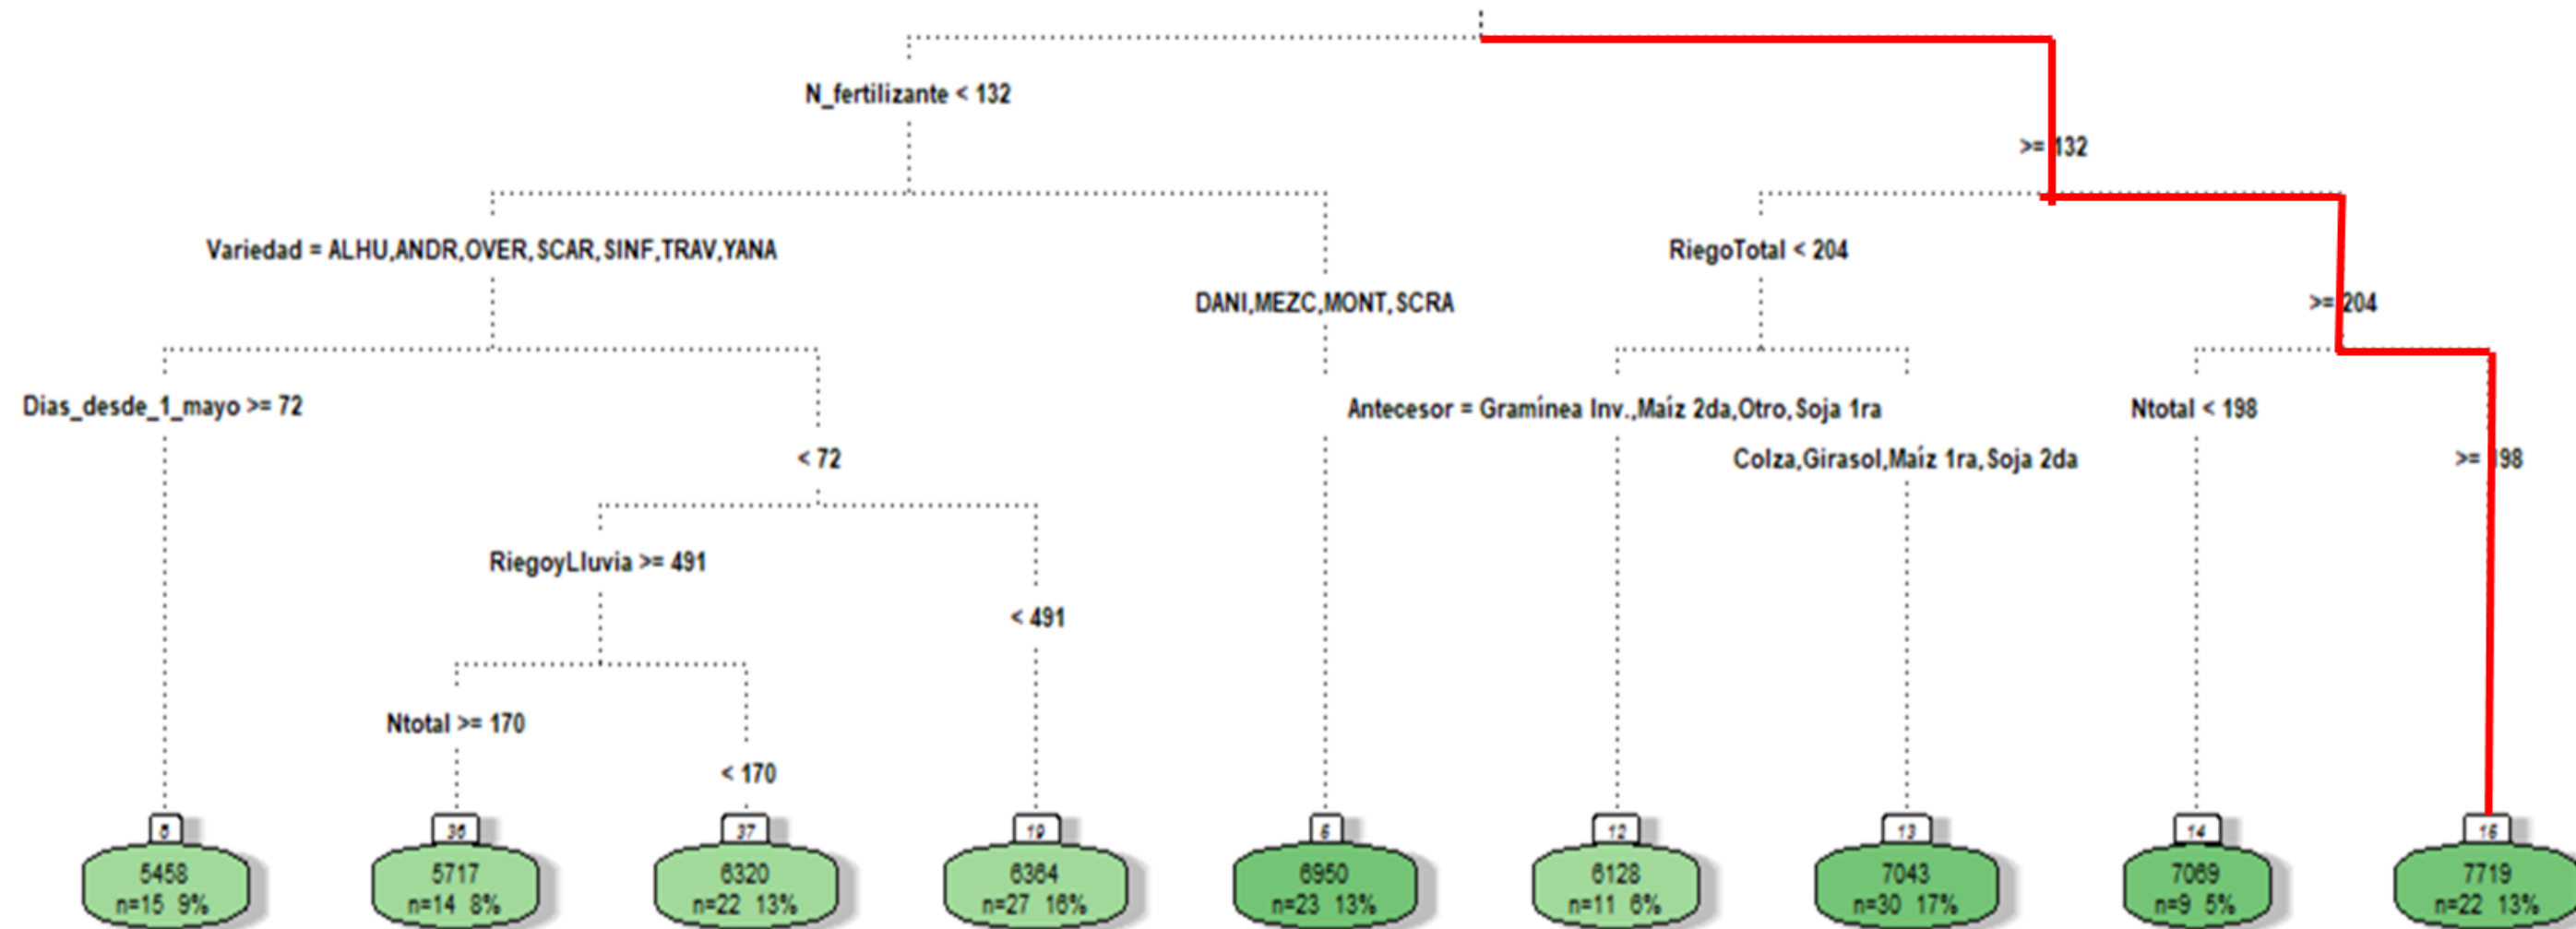 N_fertilizante < 132
>= 132
Variedad = ALHU,ANDR,OVER,SCAR,SINF,TRAV,YANA
RiegoTotal < 204
DANI,MEZC,MONT,SCRA
>= 204
Dias_desde_1_mayo >= 72
Antecesor = Gramínea Inv.,Maíz 2da,Otro,Soja 1ra
Ntotal < 198
< 72
Colza,Girasol,Maíz 1ra,Soja 2da
>= 198
RiegoyLluvia >= 491
< 491
Ntotal >= 170
< 170
36
37
19
12
13
14
5458
n=15 9%
5717
n=14 8%
6320
n=22 13%
6364
n=27 16%
6950
n=23 13%
6128
n=11 6%
7043
n=30 17%
7069
n=9 5%
7719
n=22 13%